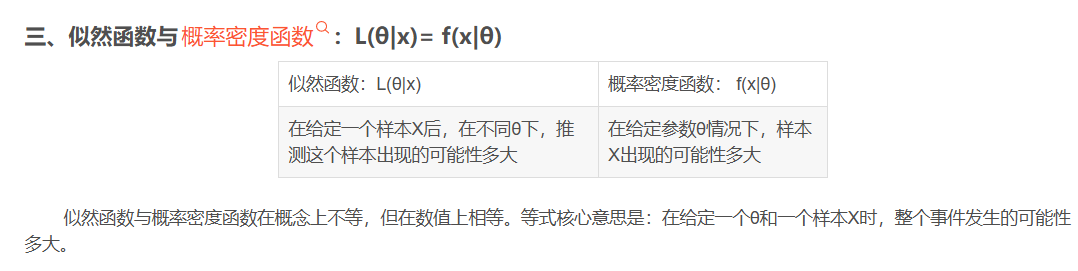 三、似然函数与概率密度函数：L(θ|x)= f(x|θ)
似然函数：L(θ|x)
概率密度函数： f(x|θ)
在给定一个样本X后，在不同θ下，推
测这个样本出现的可能性多大
在给定参数θ情况下，样本
X出现的可能性多大
似然函数与概率密度函数在概念上不等，但在数值上相等。等式核心意思是：在给定一个θ和一个样本X时，整个事件发生的可能性
多大。